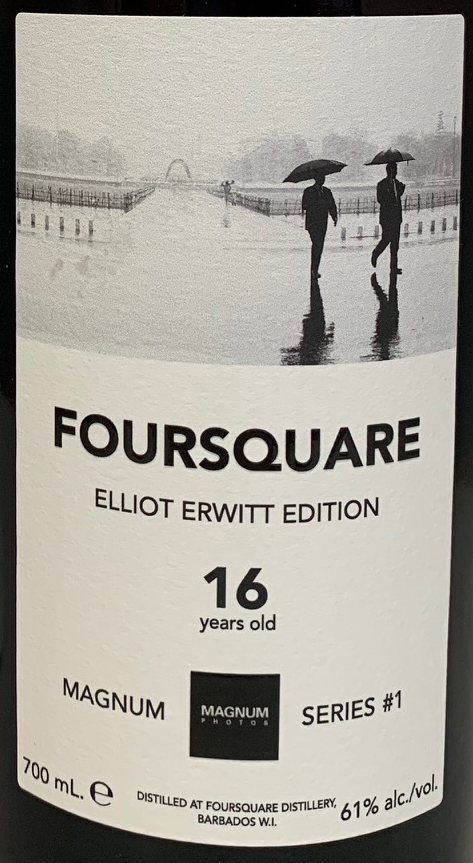 FOURSQUARE
ELLIOT ERWITT EDITION
16
years old
MAGNUM
MAGNUM
PHOTOS
SERIES #1
700 mL. e
DISTILLED AT FOURSQUARE DISTILLERY,
BARBADOS W.I.
61% alc./vol.